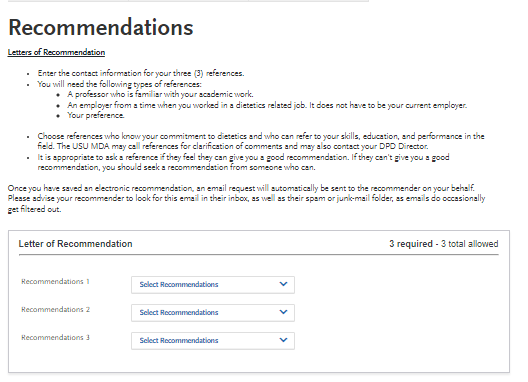 Recommendations
Letters of Recommendation
Enter the contact information for your three (3) references.
You will need the following types of references:
A professor who is familiar with your academic work.
An employer from a time when you worked in a dietetics related job. It does not have to be your current employer.
Your preference.
Choose references who know your commitment to dietetics and who can refer to your skills, education, and performance in the
field. The USU MDA may call references for clarification of comments and may also contact your DPD Director.
It is appropriate to ask a reference if they feel they can give you a good recommendation. If they can't give you a good
recommendation, you should seek a recommendation from someone who can.
Once you have saved an electronic recommendation, an email request will automatically be sent to the recommender on your behalf.
Please advise your recommender to look for this email in their inbox, as well as their spam or junk-mail folder, as emails do occasionally
get filtered out.
Letter of Recommendation 3 required - 3 total allowed
Recommendations 1 Select Recommendations
Recommendations 2 Select Recommendations
Recommendations 3 Select Recommendations